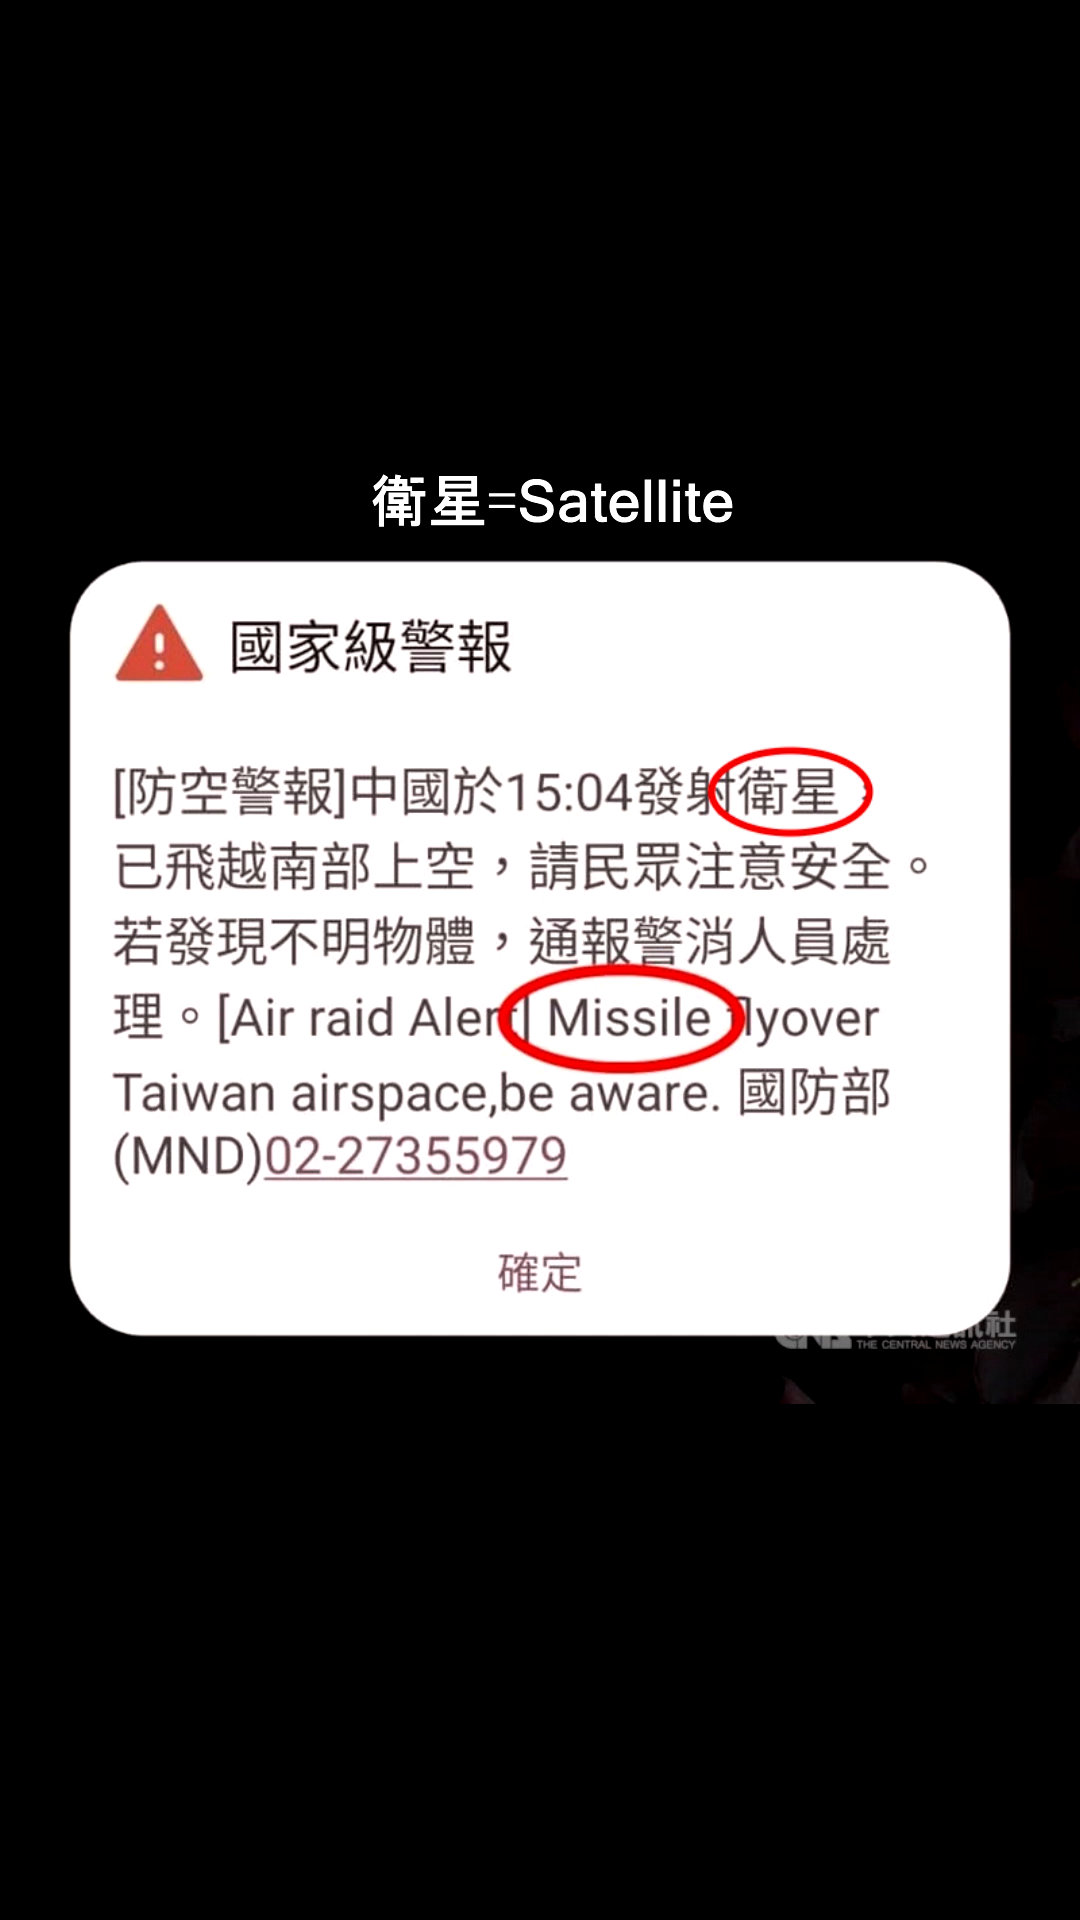 衛星=Satellite
國家級警報
[防空警報]中國於15:04發射衛星，
已飛越南部上空，請民眾注意安全。
若發現不明物體，通報警消人員處
理。[Air raid Alert] Missile flyover
Taiwan airspace,be aware. 國防部
(MND)02-27355979
確定
THE CENTRAL NEWS AGENCY